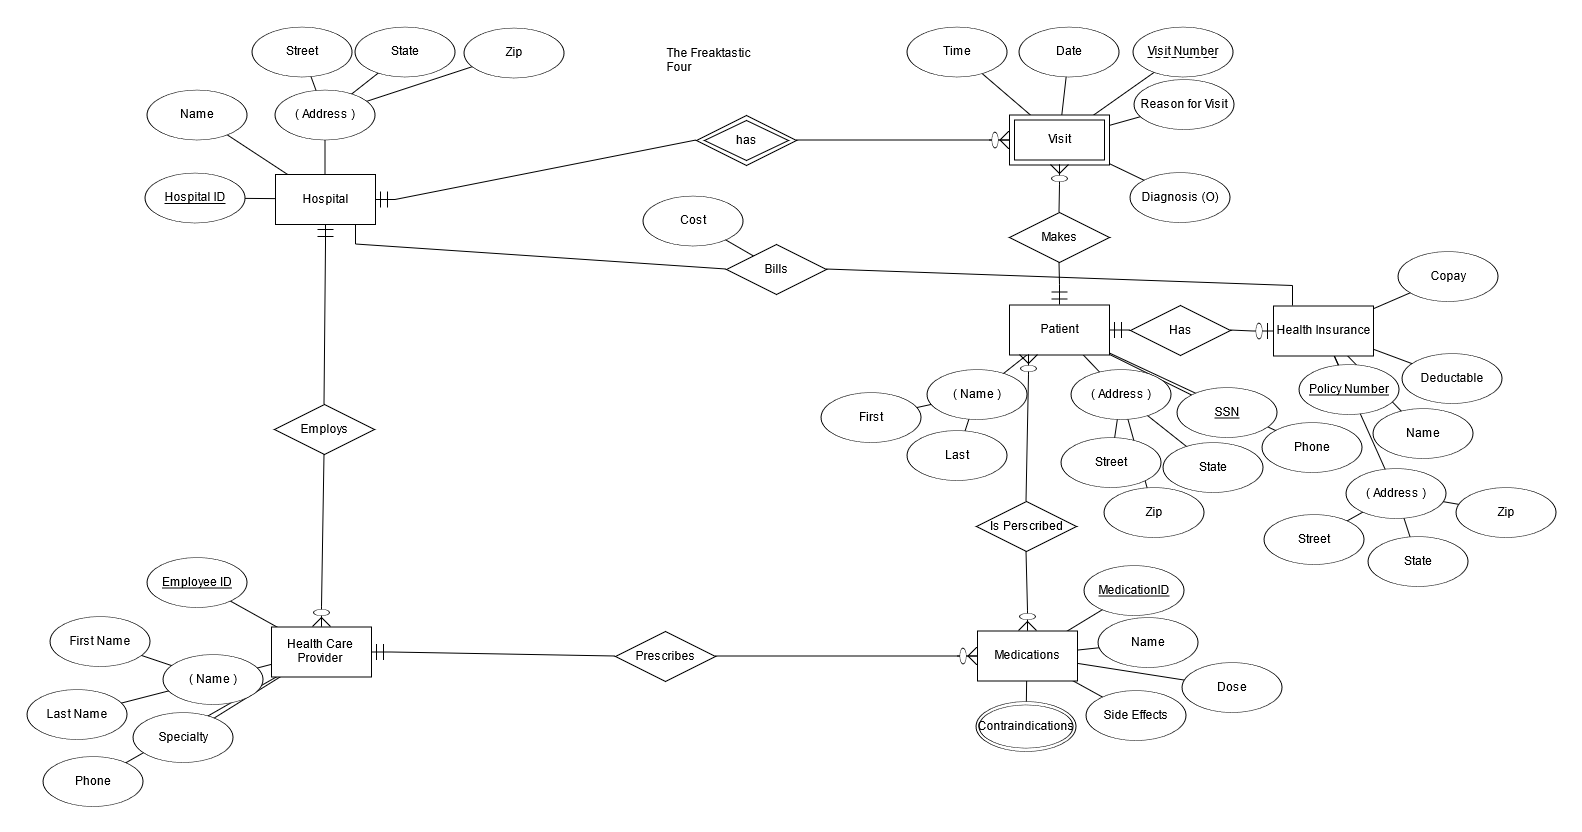 Street
State
Zip
The Freaktastic
Four
Time
Date
Visit Number
( Address )
Name
Reason for Visit
has
Visit
Hospital ID
Hospital
Diagnosis (O)
Cost
Makes
Bills
Copay
Patient
Has
Health Insurance
( Name )
( Address )
Policy Number
Deductable
First
SSN
Name
Employs
Last
Street
State
Phone
( Address )
Zip
Zip
Is Perscribed
Street
State
Employee ID
MedicationID
First Name
Health Care
Provider
Name
Prescribes
Medications
( Name )
Dose
Last Name
Side Effects
Contraindications
Specialty
Phone